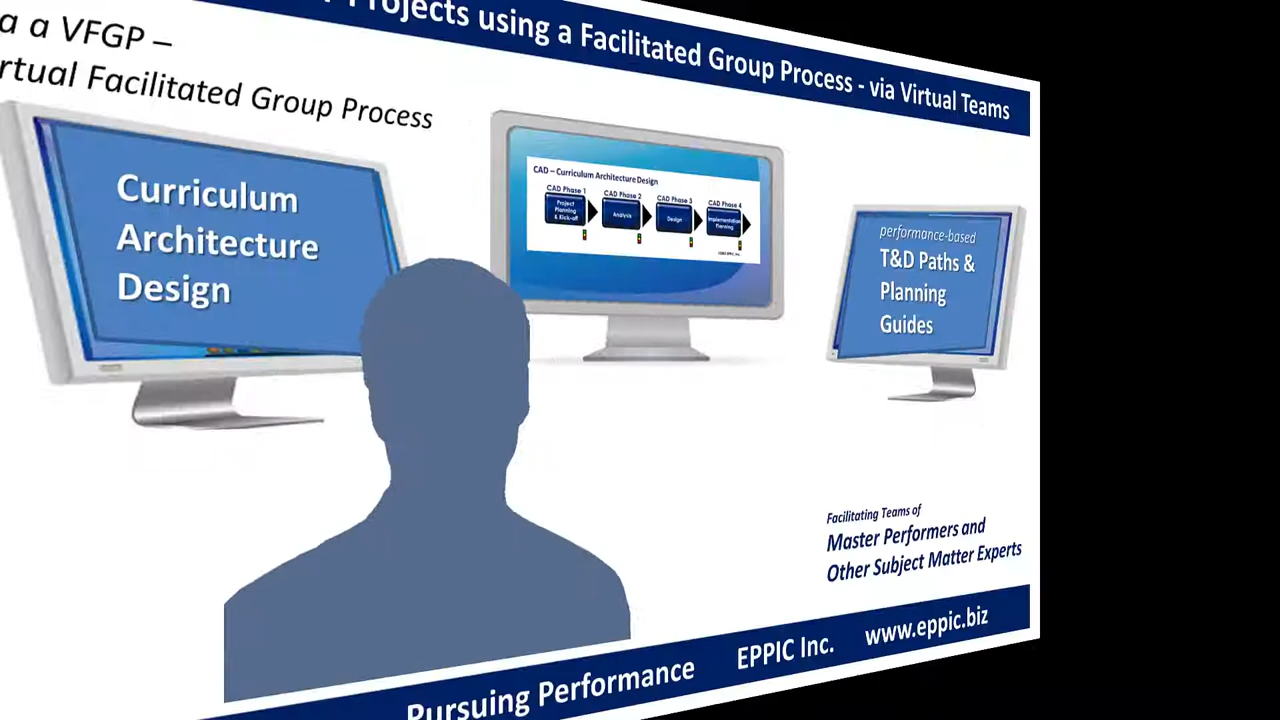 Projects using a Facilitated Group Process - via Virtual Teams
a a VFGP –
rtual Facilitated Group Process
Curriculum
Architecture
Design
CAD – Curriculum Architecture Design
CAD Phase 1
Project
Planning
& Kick-off
CAD Phase 2
Analysis
CAD Phase 3
Design
CAD Phase 4
Implementation
Planning
performance-based
T&D Paths &
Planning
Guides
Facilitating Teams of
Master Performers and
Other Subject Matter Experts
Pursuing Performance EPPIC Inc. www.eppic.biz